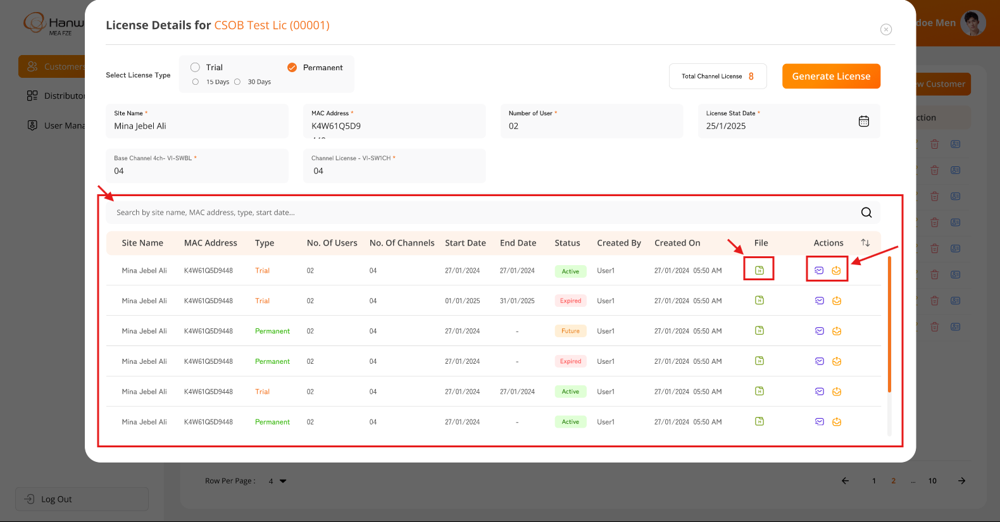 Hanw
MEA FZE
doe Men
License Details for CSOB Test Lic (00001)
Customers
Distributor
User Mana
Select License Type
Trial
Permanent
15 Days
30 Days
Total Channel License 8
Generate License
w Customer
ction
Site Name *
Mina Jebel Ali
MAC Address *
K4W61Q5D9
Number of User *
02
License Stat Date *
25/1/2025
Base Channel 4ch- VI-SWBL *
04
Channel License - VI-SW1CH *
04
Search by site name, MAC address, type, start date...
Site Name MAC Address Type No. Of Users No. Of Channels Start Date End Date Status Created By Created On File Actions
Mina Jebel Ali K4W61Q5D9448 Trial 02 04 27/01/2024 27/01/2024 Active User1 27/01/2024 05:50 AM
Mina Jebel Ali K4W61Q5D9448 Trial 02 04 01/01/2025 31/01/2025 Expired User1 27/01/2024 05:50 AM
Mina Jebel Ali K4W61Q5D9448 Permanent 02 04 27/01/2024 - Future User1 27/01/2024 05:50 AM
Mina Jebel Ali K4W61Q5D9448 Permanent 02 04 27/01/2024 - Expired User1 27/01/2024 05:50 AM
Mina Jebel Ali K4W61Q5D9448 Trial 02 04 27/01/2024 27/01/2024 Active User1 27/01/2024 05:50 AM
Mina Jebel Ali K4W61Q5D9448 Permanent 02 04 27/01/2024 - Active User1 27/01/2024 05:50 AM
Row Per Page : 4
1 2 ... 10
Log Out